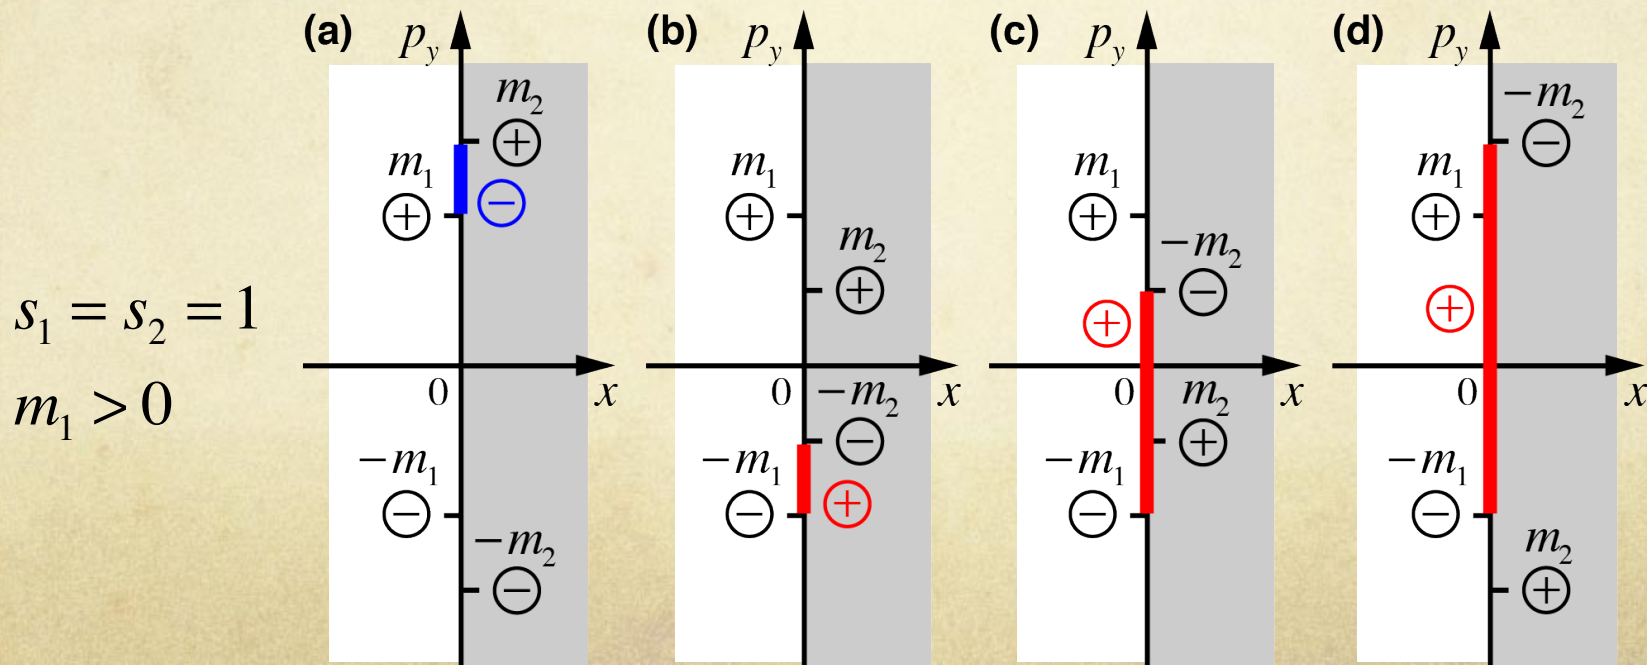 s₁ = s₂ = 1
m₁ > 0
(a) p_y
m₂
⊕
m₁
⊕
⊖
0 x
−m₁
⊖
−m₂
⊖
(b) p_y
m₁
⊕
m₂
⊕
0 x
−m₂
⊖
−m₁
⊖
⊕
(c) p_y
m₁
⊕
−m₂
⊖
⊕
0 x
m₂
⊕
−m₁
⊖
(d) p_y
−m₂
⊖
m₁
⊕
⊕
0 x
−m₁
⊖
m₂
⊕